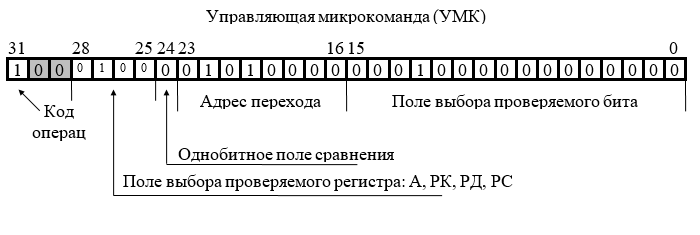 Управляющая микрокоманда (УМК)
31 28 25 24 23 16 15 0
1 0 0 0 1 0 0 0 0 1 0 1 0 0 0 0 0 0 0 1 0 0 0 0 0 0 0 0 0 0 0 0
Код операц
Адрес перехода
Поле выбора проверяемого бита
Однобитное поле сравнения
Поле выбора проверяемого регистра: А, РК, РД, РС